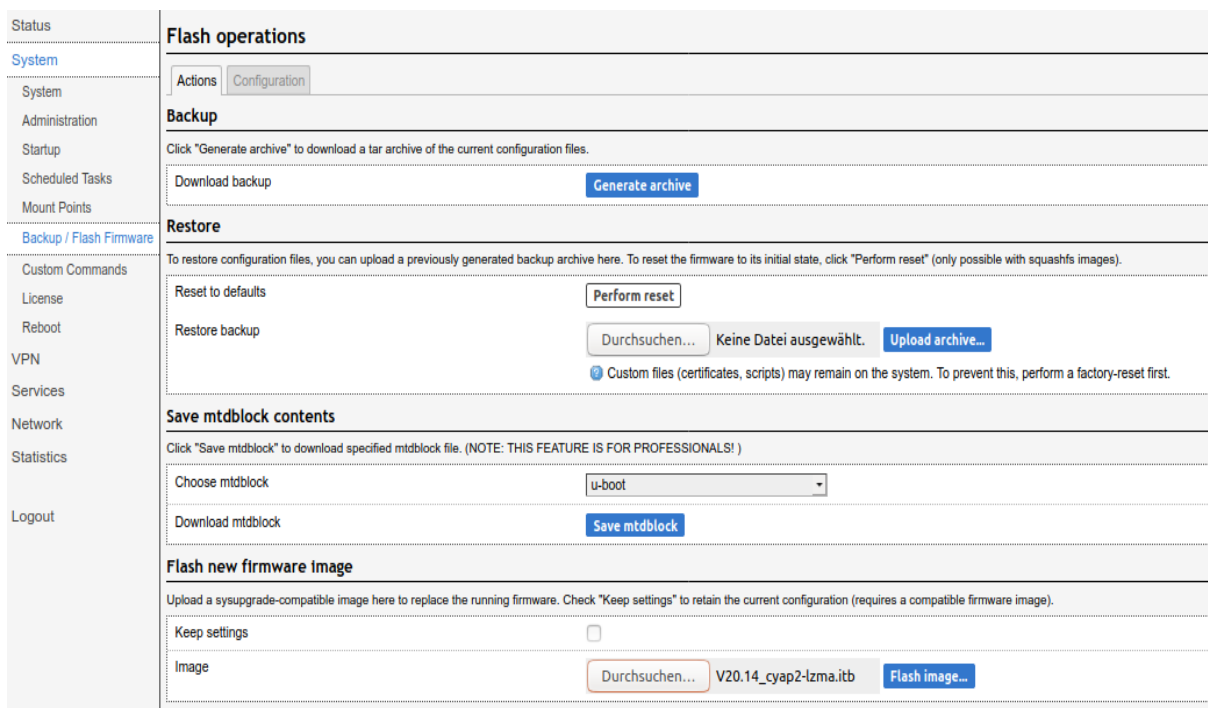 Status
System
System
Administration
Startup
Scheduled Tasks
Mount Points
Backup / Flash Firmware
Custom Commands
License
Reboot
VPN
Services
Network
Statistics
Logout
Flash operations
Actions Configuration
Backup
Click "Generate archive" to download a tar archive of the current configuration files.
Download backup Generate archive
Restore
To restore configuration files, you can upload a previously generated backup archive here. To reset the firmware to its initial state, click "Perform reset" (only possible with squashfs images).
Reset to defaults Perform reset
Restore backup Durchsuchen... Keine Datei ausgewählt. Upload archive...
Custom files (certificates, scripts) may remain on the system. To prevent this, perform a factory-reset first.
Save mtdblock contents
Click "Save mtdblock" to download specified mtdblock file. (NOTE: THIS FEATURE IS FOR PROFESSIONALS! )
Choose mtdblock u-boot
Download mtdblock Save mtdblock
Flash new firmware image
Upload a sysupgrade-compatible image here to replace the running firmware. Check "Keep settings" to retain the current configuration (requires a compatible firmware image).
Keep settings
Image Durchsuchen... V20.14_cyap2-lzma.itb Flash image...